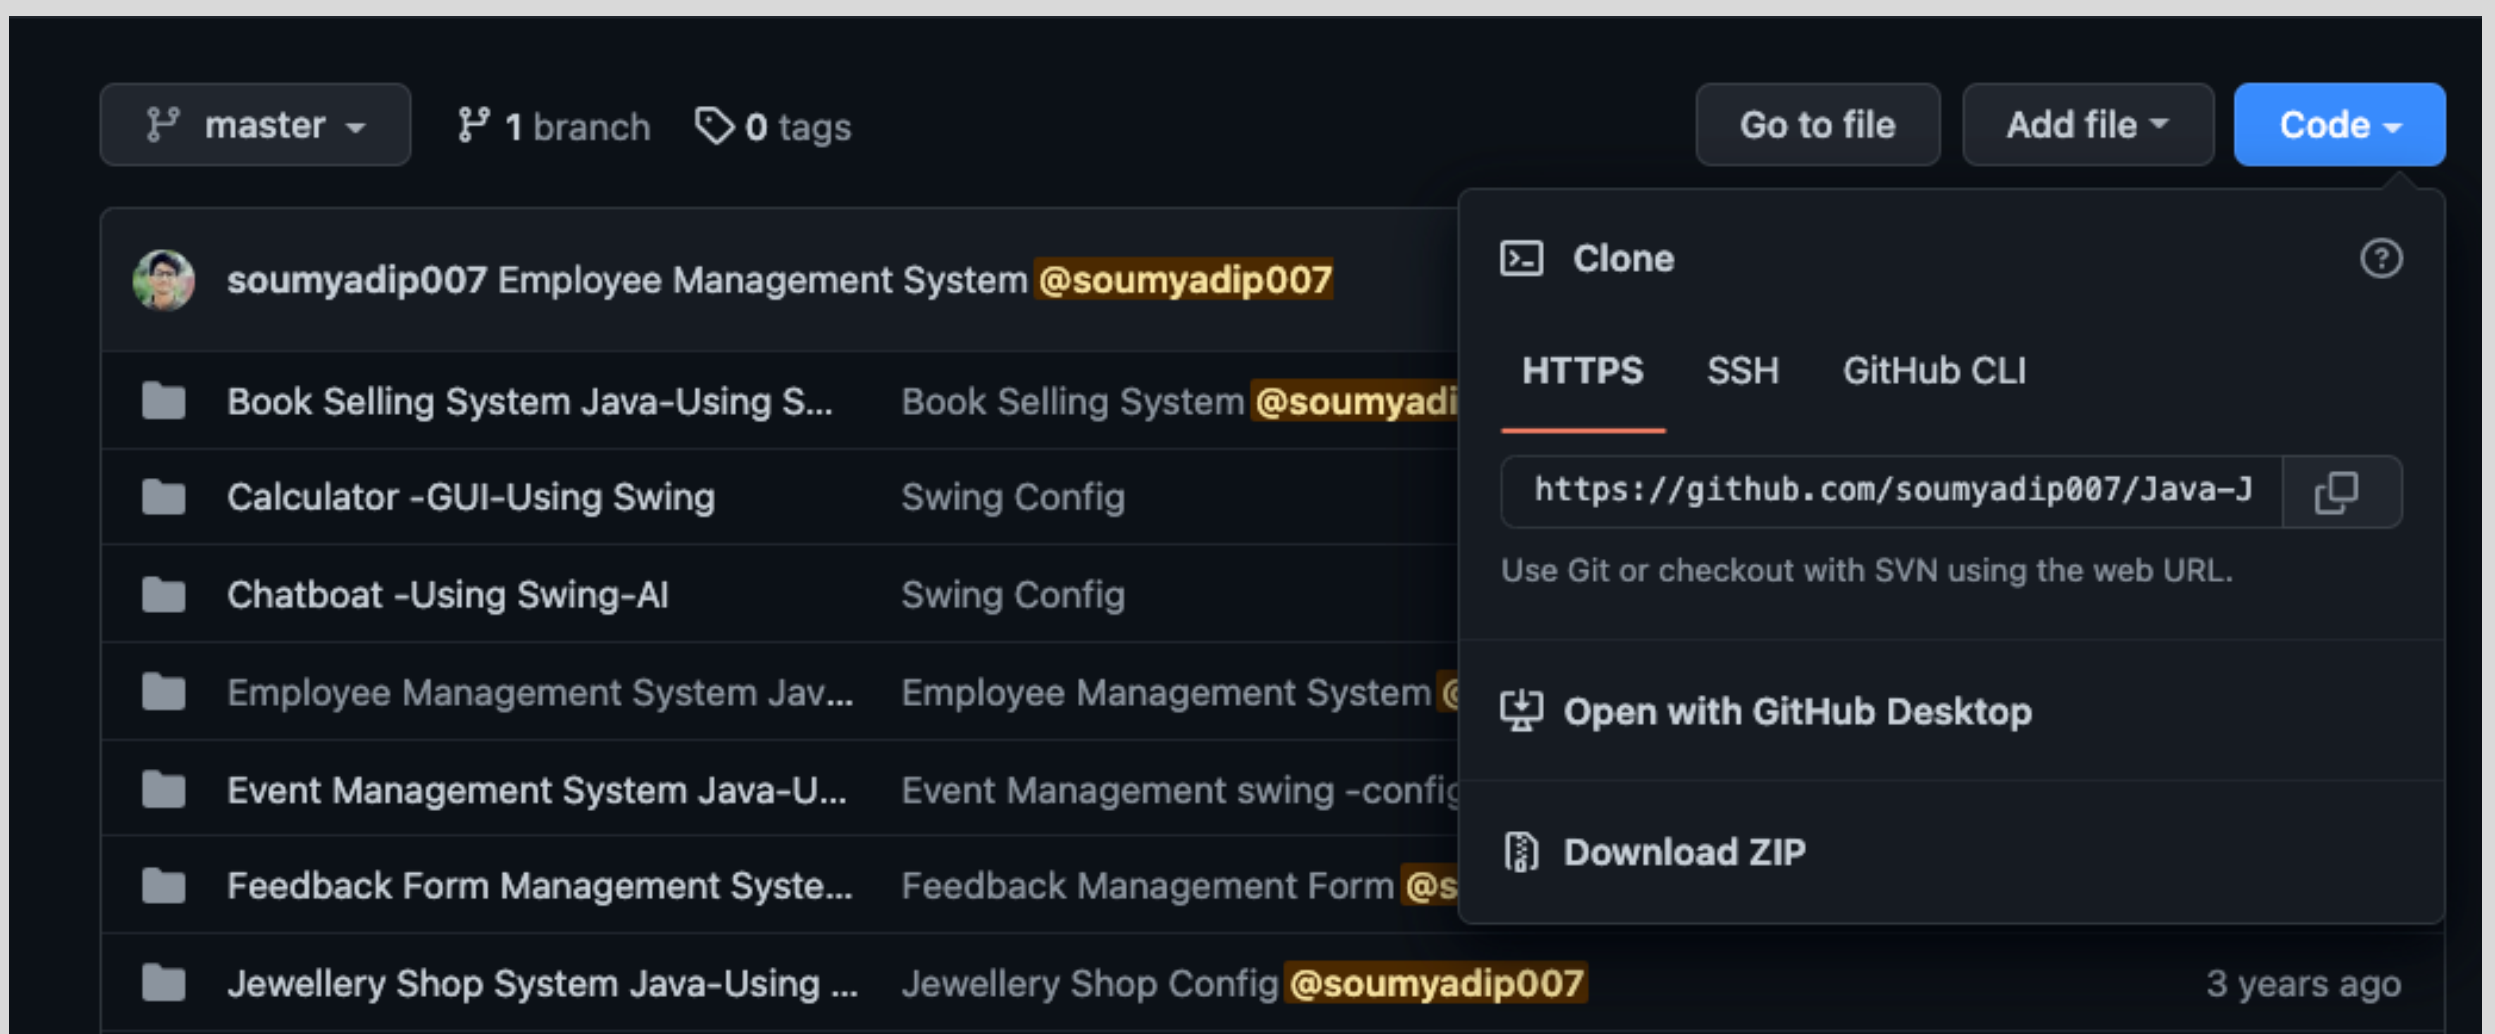 master
1 branch
0 tags
Go to file
Add file
Code
soumyadip007 Employee Management System @soumyadip007
Book Selling System Java-Using S...
Book Selling System @soumyadi
Calculator -GUI-Using Swing
Swing Config
Chatboat -Using Swing-AI
Swing Config
Employee Management System Jav...
Employee Management System @
Event Management System Java-U...
Event Management swing -config
Feedback Form Management Syste...
Feedback Management Form @s
Jewellery Shop System Java-Using ...
Jewellery Shop Config @soumyadip007
3 years ago
Clone
HTTPS
SSH
GitHub CLI
https://github.com/soumyadip007/Java-J
Use Git or checkout with SVN using the web URL.
Open with GitHub Desktop
Download ZIP